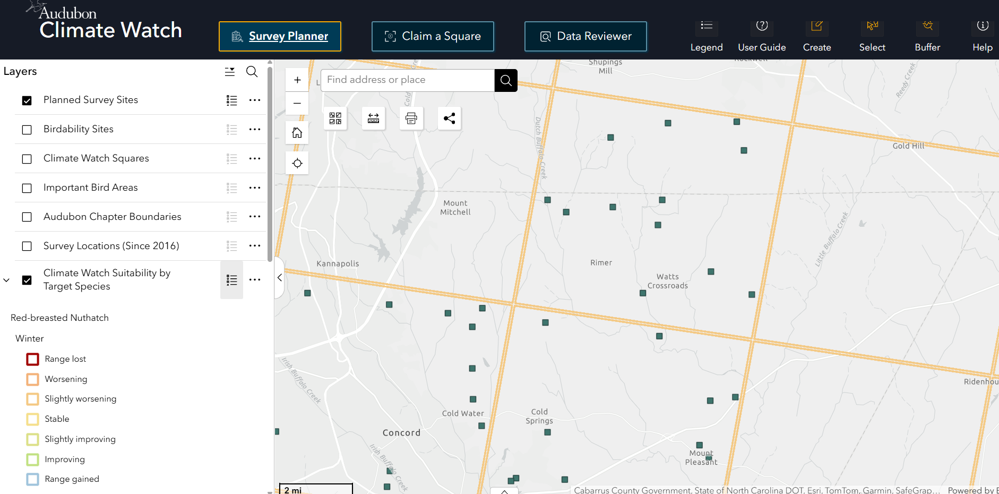 Audubon
Climate Watch
Survey Planner
Claim a Square
Data Reviewer
Legend
User Guide
Create
Select
Buffer
Help
Layers
Planned Survey Sites
Birdability Sites
Climate Watch Squares
Important Bird Areas
Audubon Chapter Boundaries
Survey Locations (Since 2016)
Climate Watch Suitability by
Target Species
Red-breasted Nuthatch
Winter
Range lost
Worsening
Slightly worsening
Stable
Slightly improving
Improving
Range gained
Find address or place
Shupings
Mill
Rockwell
Reedy Creek
Cold
Dutch Buffalo Creek
Gold Hill
Mount
Mitchell
Little Buffalo Creek
Kannapolis
Rimer
Watts
Crossroads
Irish Buffalo Creek
Ridenhou
Cold Water
Cold
Springs
Concord
Irish Buffalo Creek
Mount
Pleasant
2 mi
Cabarrus County Government, State of North Carolina DOT, Esri, TomTom, Garmin, SafeGrap...
Powered by E